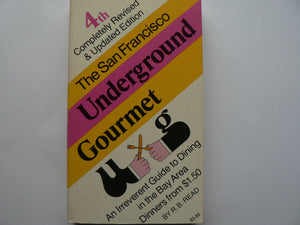 4th
Completely Revised
& Updated Edition
The San Francisco
Underground
Gourmet
ug
An Irreverent Guide to Dining
in the Bay Area
Dinners from $1.50
BY R. B. READ